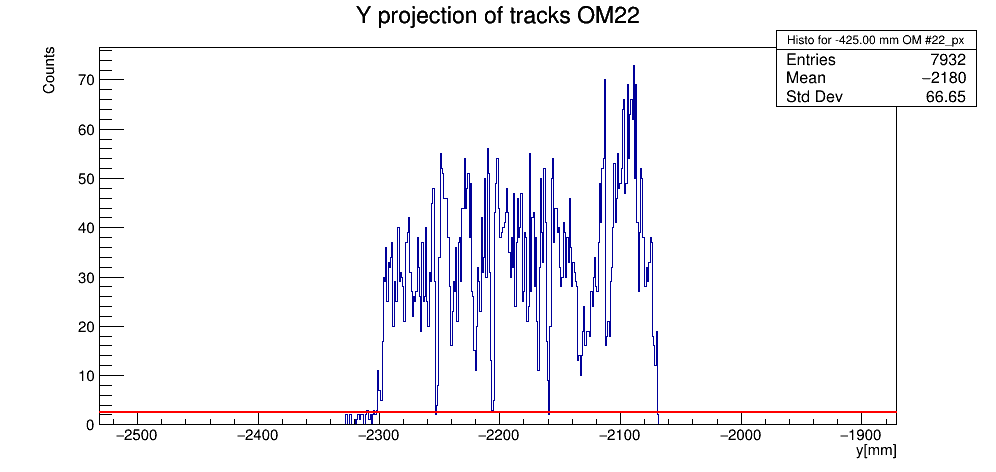 Y projection of tracks OM22
Histo for -425.00 mm OM #22_px
Entries 7932
Mean −2180
Std Dev 66.65
Counts
70
60
50
40
30
20
10
0
−2500 −2400 −2300 −2200 −2100 −2000 −1900
y[mm]